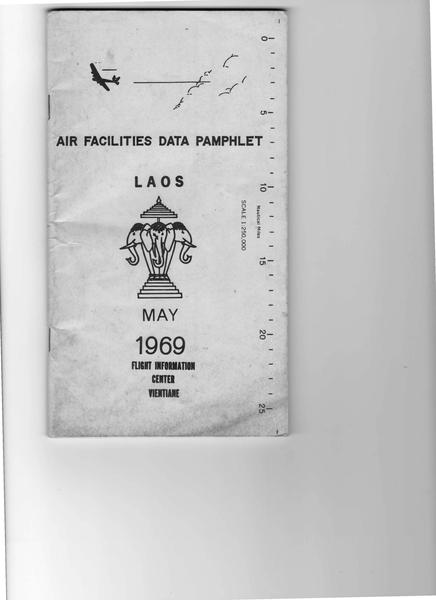 AIR FACILITIES DATA PAMPHLET
LAOS
MAY
1969
FLIGHT INFORMATION
CENTER
VIENTIANE
0
5
10
15
20
25
Nautical Miles
SCALE 1:250,000